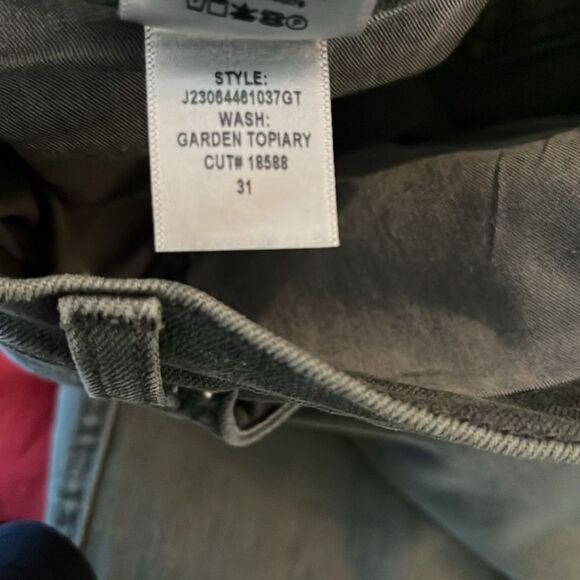 STYLE:
J23064461037GT
WASH:
GARDEN TOPIARY
CUT# 18588
31